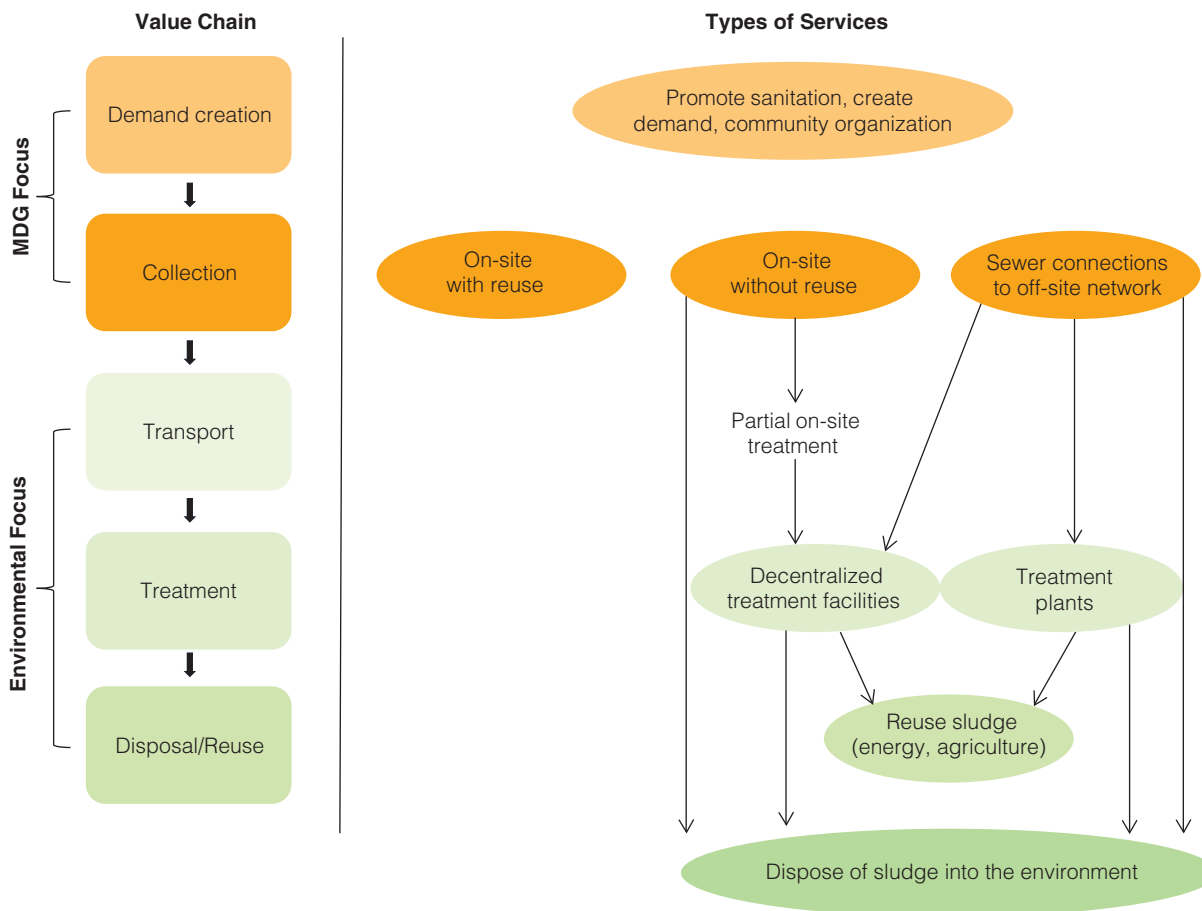 Value Chain
Types of Services
MDG Focus
Demand creation
Promote sanitation, create
demand, community organization
Collection
On-site
with reuse
On-site
without reuse
Sewer connections
to off-site network
Environmental Focus
Transport
Partial on-site
treatment
Treatment
Decentralized
treatment facilities
Treatment
plants
Disposal/Reuse
Reuse sludge
(energy, agriculture)
Dispose of sludge into the environment